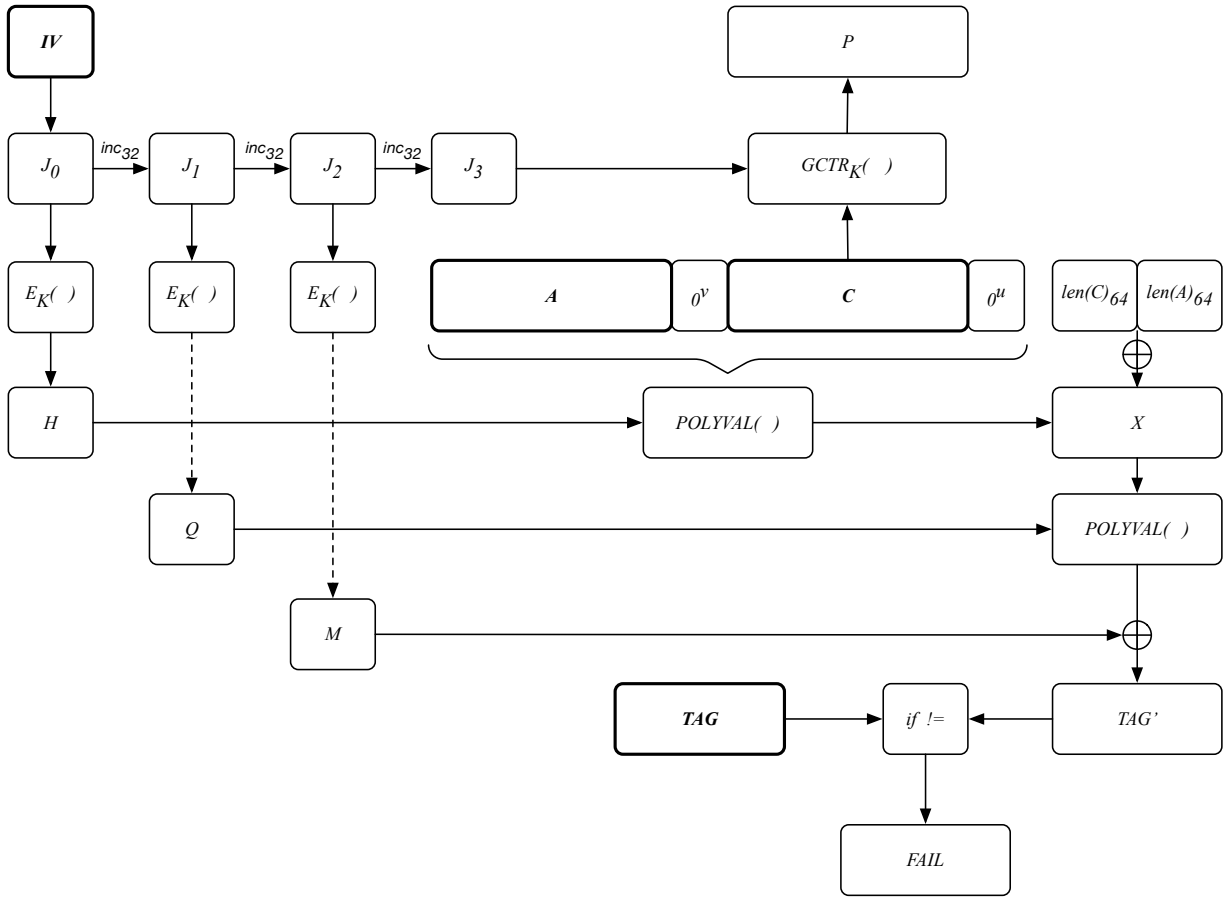 IV
P
inc32
inc32
inc32
J0
J1
J2
J3
GCTRK( )
EK( )
EK( )
EK( )
A
0v
C
0u
len(C)64
len(A)64
H
POLYVAL( )
X
Q
POLYVAL( )
M
TAG
if !=
TAG’
FAIL